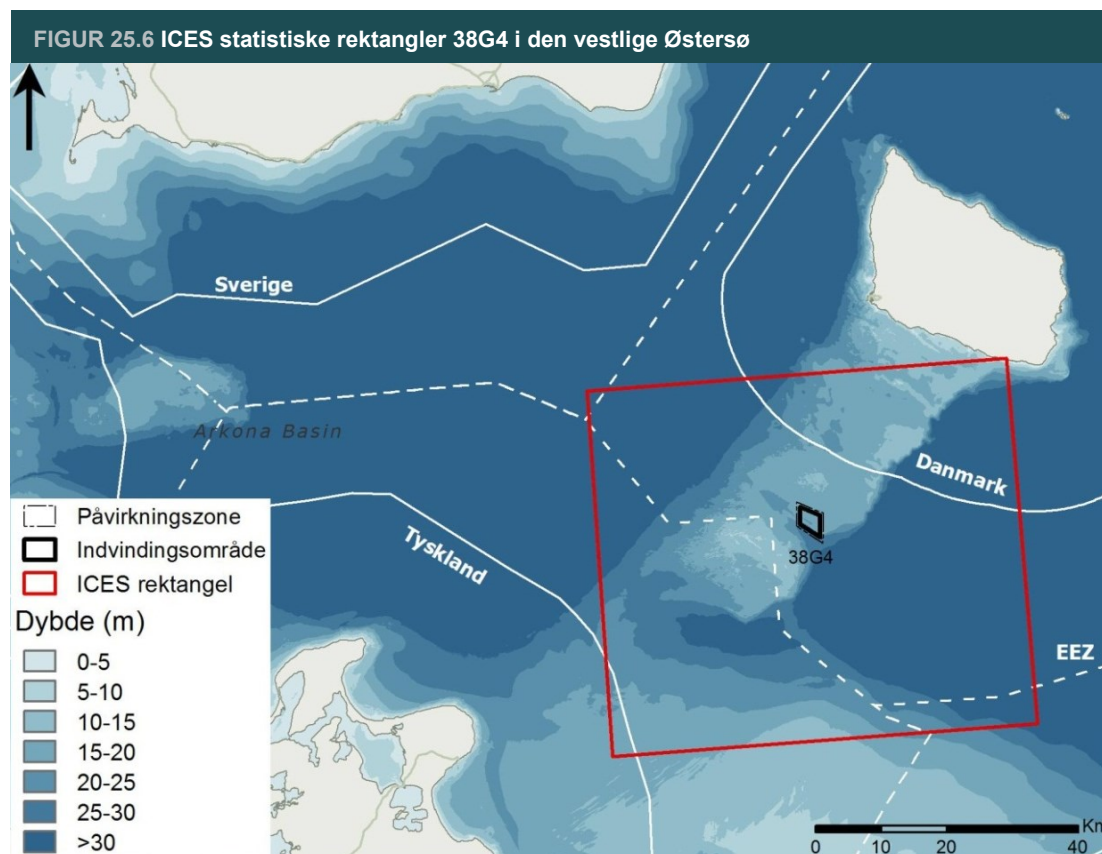 FIGUR 25.6 ICES statistiske rektangler 38G4 i den vestlige Østersø
Sverige
Arkona Basin
Danmark
Tyskland
38G4
EEZ
Påvirkningszone
Indvindingsområde
ICES rektangel
Dybde (m)
0-5
5-10
10-15
15-20
20-25
25-30
>30
Km
0 10 20 40